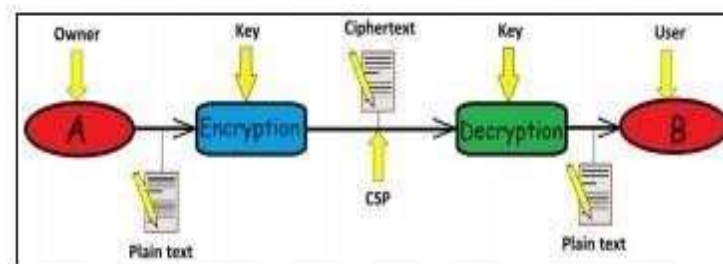 Owner
Key
Ciphertext
Key
User
A
Encryption
Decryption
B
Plain text
CSP
Plain text